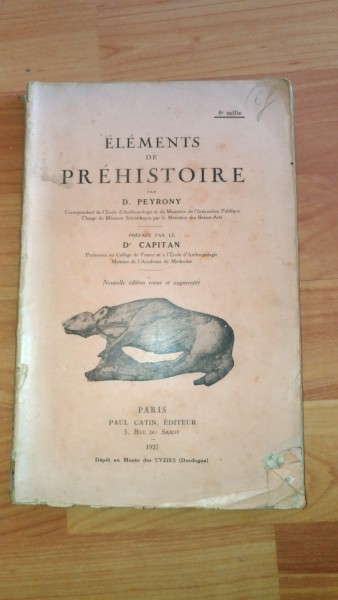 6e mille
ÉLÉMENTS
DE
PRÉHISTOIRE
PAR
D. PEYRONY
Correspondant de l'École d'Anthropologie et du Ministère de l'Instruction Publique
Chargé de Missions Scientifiques par le Ministère des Beaux-Arts
PRÉFACE PAR LE
Dr CAPITAN
Professeur au Collège de France et à l'École d'Anthropologie
Membre de l'Académie de Médecine
Nouvelle édition revue et augmentée
PARIS
PAUL CATIN, ÉDITEUR
3, RUE DU SABOT
1927
Dépôt au Musée des EYZIES (Dordogne)